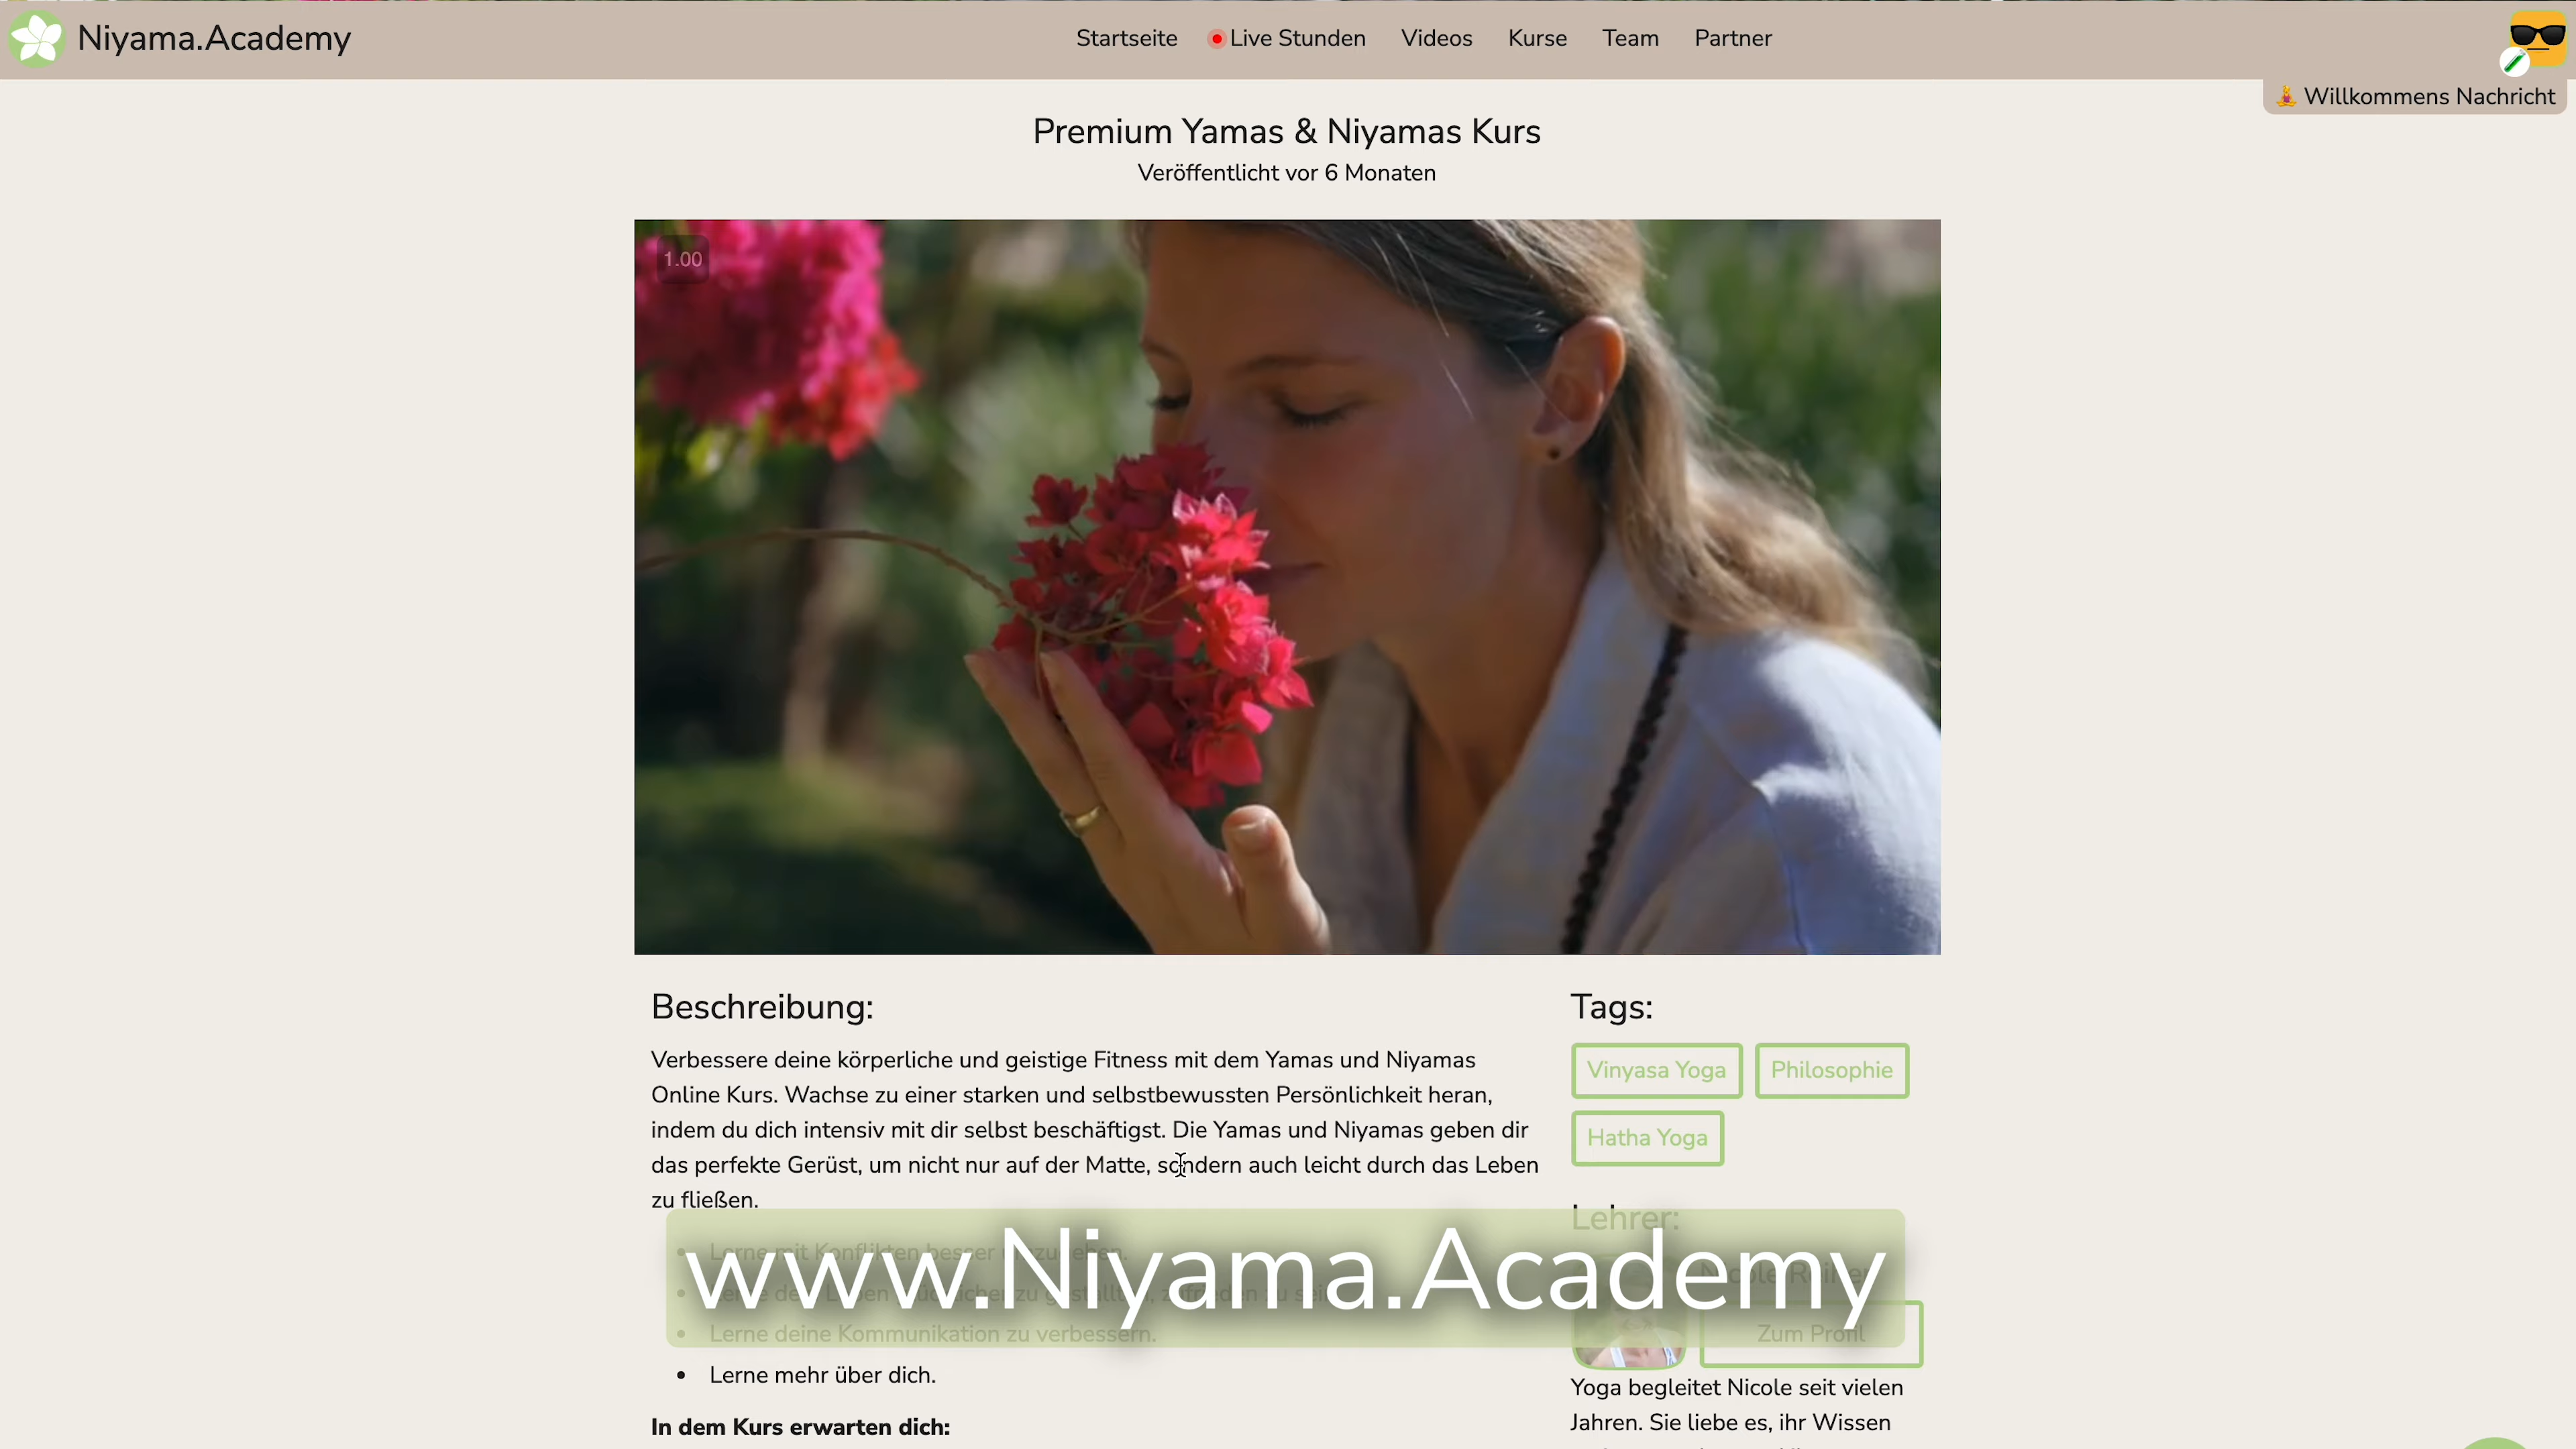 Niyama.Academy
Startseite
Live Stunden
Videos
Kurse
Team
Partner
Willkommens Nachricht
Premium Yamas & Niyamas Kurs
Veröffentlicht vor 6 Monaten
1.00
Beschreibung:
Verbessere deine körperliche und geistige Fitness mit dem Yamas und Niyamas
Online Kurs. Wachse zu einer starken und selbstbewussten Persönlichkeit heran,
indem du dich intensiv mit dir selbst beschäftigst. Die Yamas und Niyamas geben dir
das perfekte Gerüst, um nicht nur auf der Matte, sondern auch leicht durch das Leben
zu fließen.
Lerne mit Konflikten besser
www.Niyama.Academy
Lerne deine Kommunikation zu verbessern.
Lerne mehr über dich.
In dem Kurs erwarten dich:
Tags:
Vinyasa Yoga
Philosophie
Hatha Yoga
Lehrer:
Zum Profil
Yoga begleitet Nicole seit vielen
Jahren. Sie liebe es, ihr Wissen